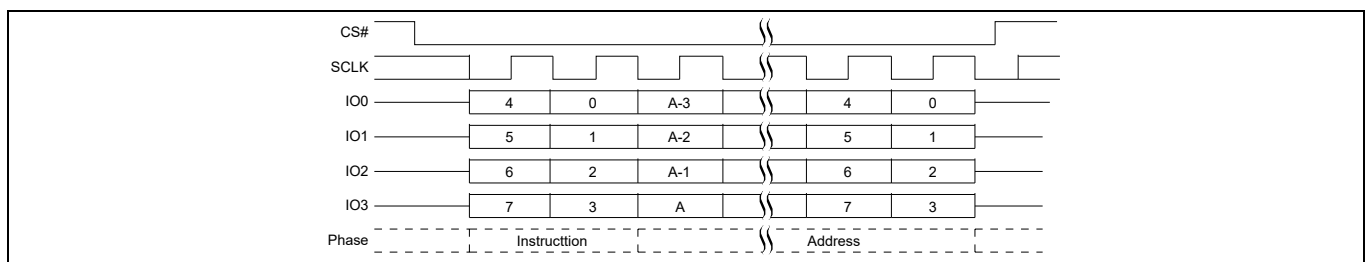 CS#
SCLK
IO0 4 0 A-3 4 0
IO1 5 1 A-2 5 1
IO2 6 2 A-1 6 2
IO3 7 3 A 7 3
Phase Instructtion Address